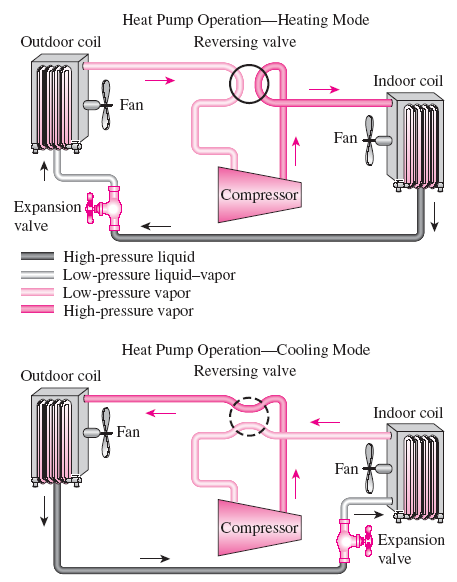 Heat Pump Operation—Heating Mode
Outdoor coil
Reversing valve
Indoor coil
Fan
Fan
Compressor
Expansion
valve
High-pressure liquid
Low-pressure liquid–vapor
Low-pressure vapor
High-pressure vapor
Heat Pump Operation—Cooling Mode
Outdoor coil
Reversing valve
Indoor coil
Fan
Fan
Compressor
Expansion
valve